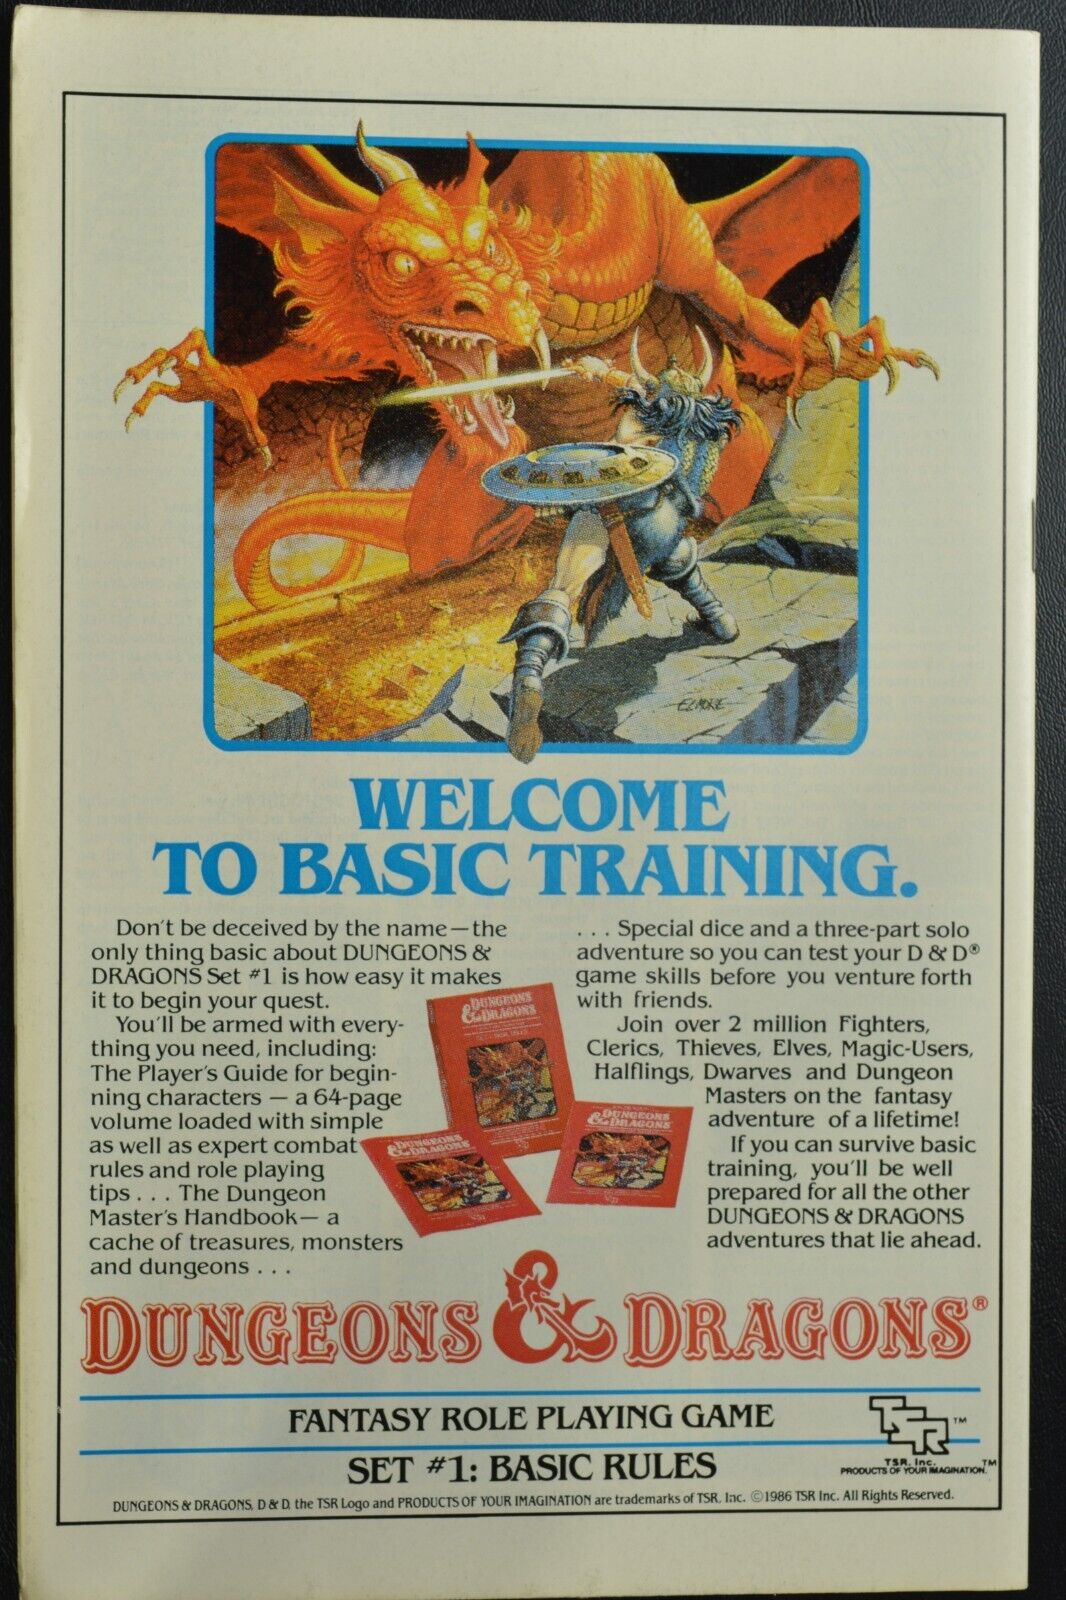 ELMORE
WELCOME
TO BASIC TRAINING.
Don't be deceived by the name—the
only thing basic about DUNGEONS &
DRAGONS Set #1 is how easy it makes
it to begin your quest.
You'll be armed with every-
thing you need, including:
The Player's Guide for begin-
ning characters — a 64-page
volume loaded with simple
as well as expert combat
rules and role playing
tips . . . The Dungeon
Master's Handbook— a
cache of treasures, monsters
and dungeons . . .
. . . Special dice and a three-part solo
adventure so you can test your D & D®
game skills before you venture forth
with friends.
Join over 2 million Fighters,
Clerics, Thieves, Elves, Magic-Users,
Halflings, Dwarves and Dungeon
Masters on the fantasy
adventure of a lifetime!
If you can survive basic
training, you'll be well
prepared for all the other
DUNGEONS & DRAGONS
adventures that lie ahead.
DUNGEONS
& DRAGONS
DUNGEONS
& DRAGONS
DUNGEONS
& DRAGONS
DUNGEONS & DRAGONS®
FANTASY ROLE PLAYING GAME
SET #1: BASIC RULES
TSR™
TSR, Inc.
PRODUCTS OF YOUR IMAGINATION™
DUNGEONS & DRAGONS, D & D, the TSR Logo and PRODUCTS OF YOUR IMAGINATION are trademarks of TSR, Inc. ©1986 TSR Inc. All Rights Reserved.